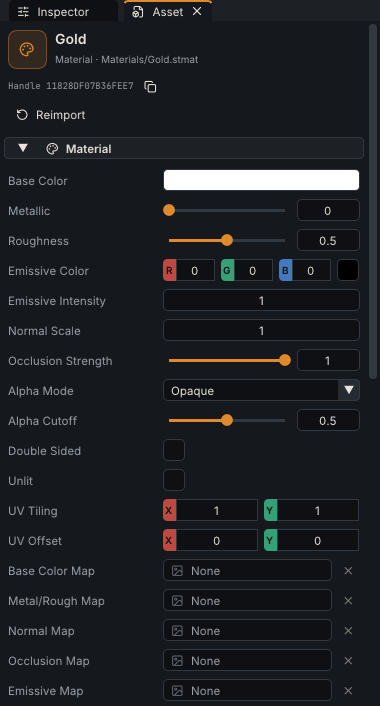 Inspector Asset
Gold
Material · Materials/Gold.stmat
Handle 11828DF07B36FEE7
Reimport
Material
Base Color
Metallic 0
Roughness 0.5
Emissive Color R 0 G 0 B 0
Emissive Intensity 1
Normal Scale 1
Occlusion Strength 1
Alpha Mode Opaque
Alpha Cutoff 0.5
Double Sided
Unlit
UV Tiling X 1 Y 1
UV Offset X 0 Y 0
Base Color Map None
Metal/Rough Map None
Normal Map None
Occlusion Map None
Emissive Map None